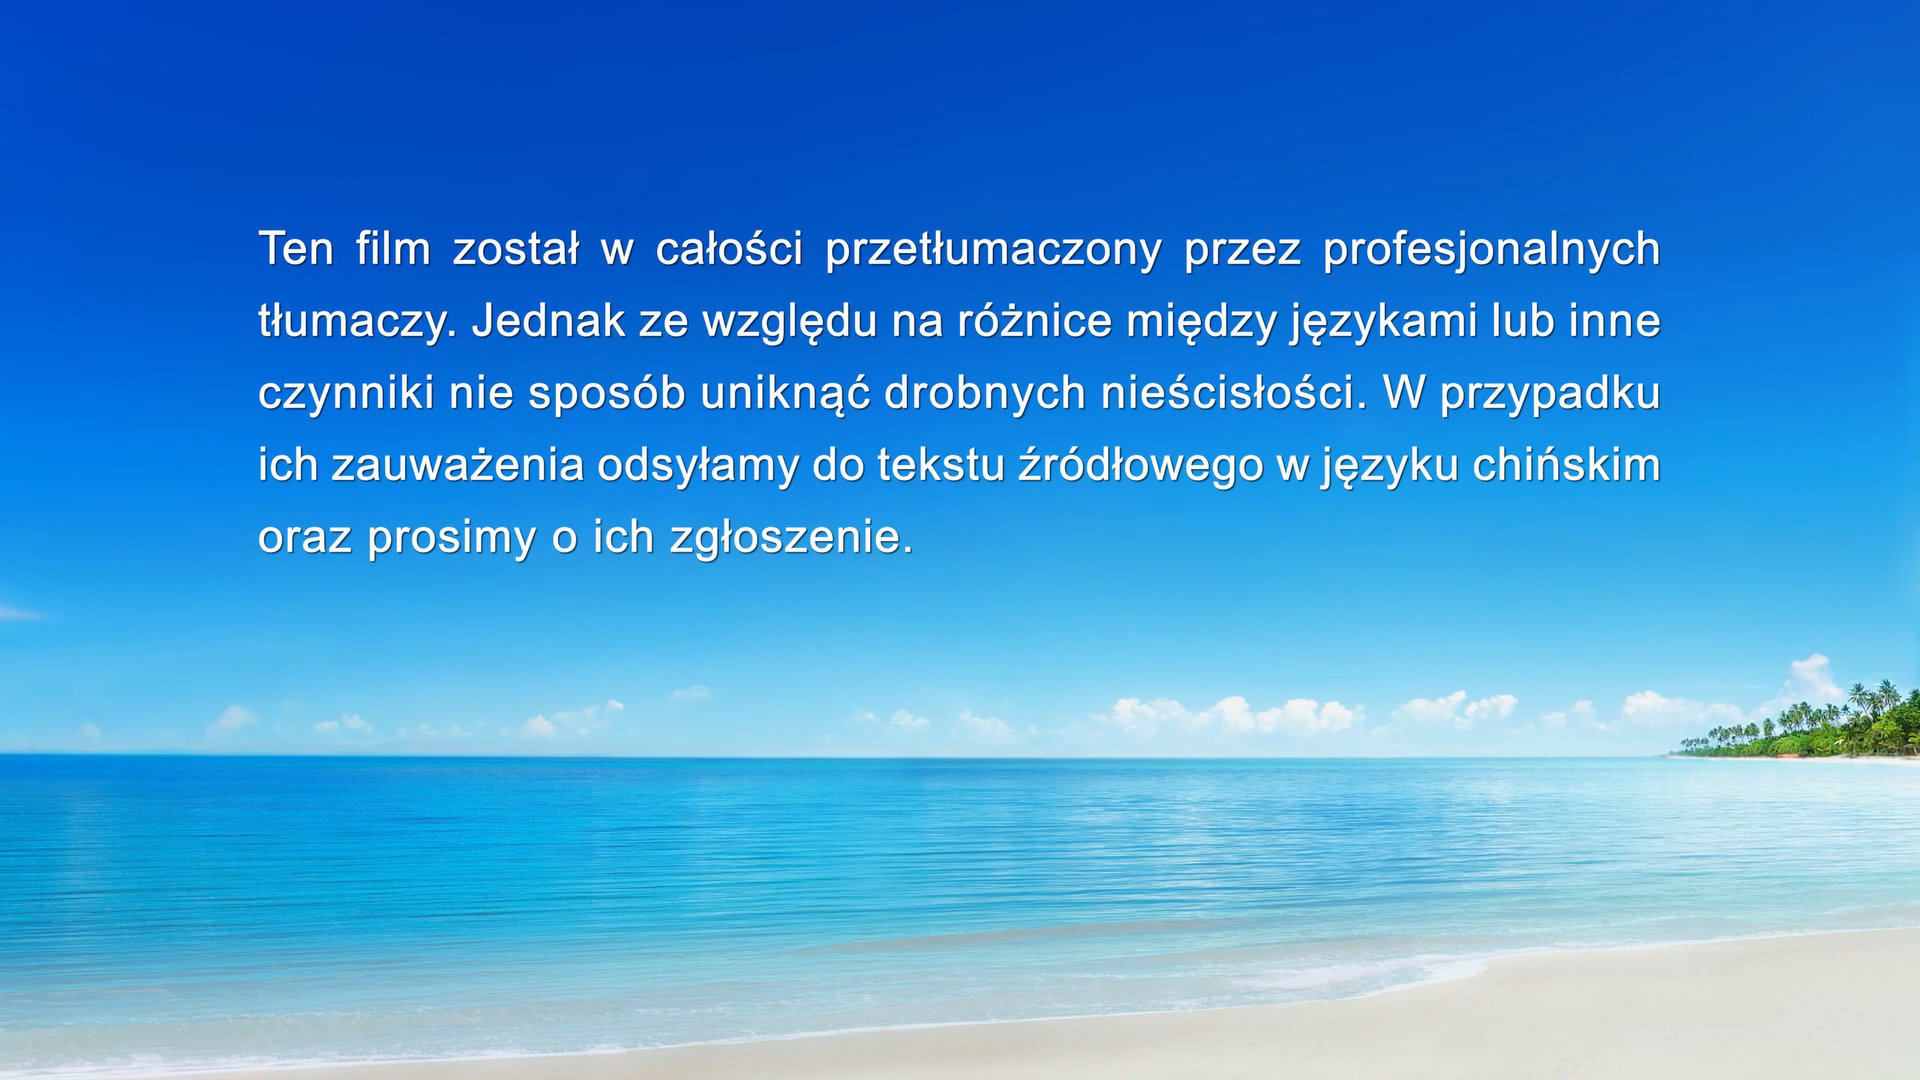 Ten film został w całości przetłumaczony przez profesjonalnych
tłumaczy. Jednak ze względu na różnice między językami lub inne
czynniki nie sposób uniknąć drobnych nieścisłości. W przypadku
ich zauważenia odsyłamy do tekstu źródłowego w języku chińskim
oraz prosimy o ich zgłoszenie.